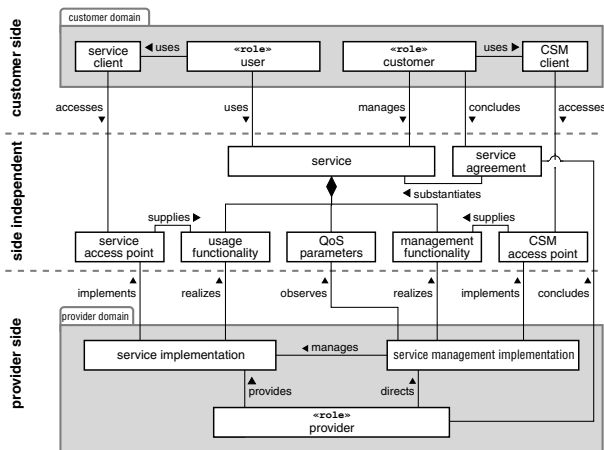 customer side
customer domain
service
client
uses
«role»
user
«role»
customer
uses
CSM
client
accesses
uses
manages
concludes
accesses
side independent
service
service
agreement
substantiates
supplies
supplies
service
access point
usage
functionality
QoS
parameters
management
functionality
CSM
access point
implements
realizes
observes
realizes
implements
concludes
provider side
provider domain
service implementation
manages
service management implementation
provides
directs
«role»
provider